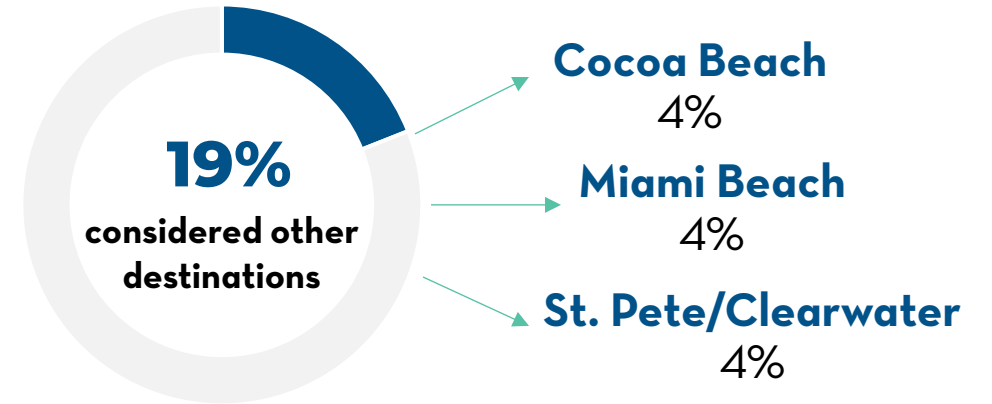 19%
considered other
destinations
Cocoa Beach
4%
Miami Beach
4%
St. Pete/Clearwater
4%